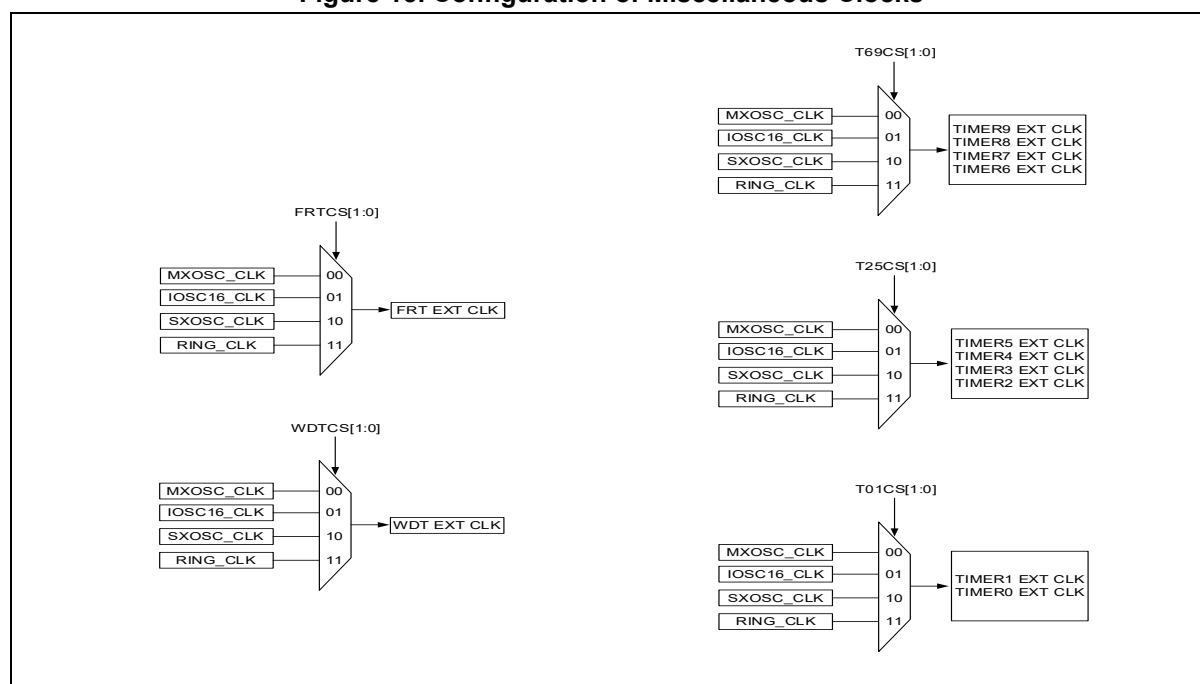 Figure Configuration of Miscellaneous Clocks
FRTCS[1:0]
MXOSC_CLK 00
IOSC16_CLK 01
SXOSC_CLK 10
RING_CLK 11
FRT EXT CLK
WDTCS[1:0]
MXOSC_CLK 00
IOSC16_CLK 01
SXOSC_CLK 10
RING_CLK 11
WDT EXT CLK
T69CS[1:0]
MXOSC_CLK 00
IOSC16_CLK 01
SXOSC_CLK 10
RING_CLK 11
TIMER9 EXT CLK
TIMER8 EXT CLK
TIMER7 EXT CLK
TIMER6 EXT CLK
T25CS[1:0]
MXOSC_CLK 00
IOSC16_CLK 01
SXOSC_CLK 10
RING_CLK 11
TIMER5 EXT CLK
TIMER4 EXT CLK
TIMER3 EXT CLK
TIMER2 EXT CLK
T01CS[1:0]
MXOSC_CLK 00
IOSC16_CLK 01
SXOSC_CLK 10
RING_CLK 11
TIMER1 EXT CLK
TIMER0 EXT CLK